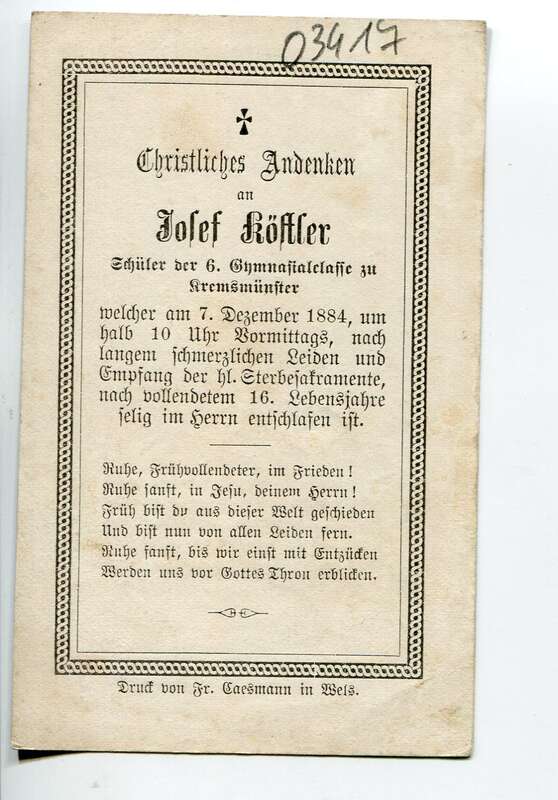 03417
Christliches Andenken
an
Josef Köstler
Schüler der 6. Gymnasialclasse zu
Kremsmünster
welcher am 7. Dezember 1884, um
halb 10 Uhr Vormittags, nach
langem schmerzlichen Leiden und
Empfang der hl. Sterbesakramente,
nach vollendetem 16. Lebensjahre
selig im Herrn entschlafen ist.
Ruhe, Frühvollendeter, im Frieden!
Ruhe sanft, in Jesu, deinem Herrn!
Früh bist du aus dieser Welt geschieden
Und bist nun von allen Leiden fern.
Ruhe sanft, bis wir einst mit Entzücken
Werden uns vor Gottes Thron erblicken.
Druck von Fr. Caesmann in Wels.